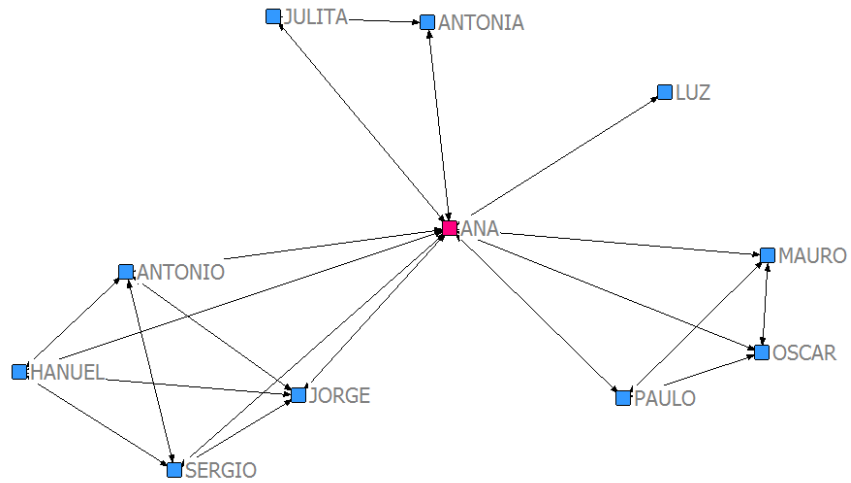 JULITA
ANTONIA
LUZ
ANA
MAURO
ANTONIO
OSCAR
HANUEL
JORGE
PAULO
SERGIO